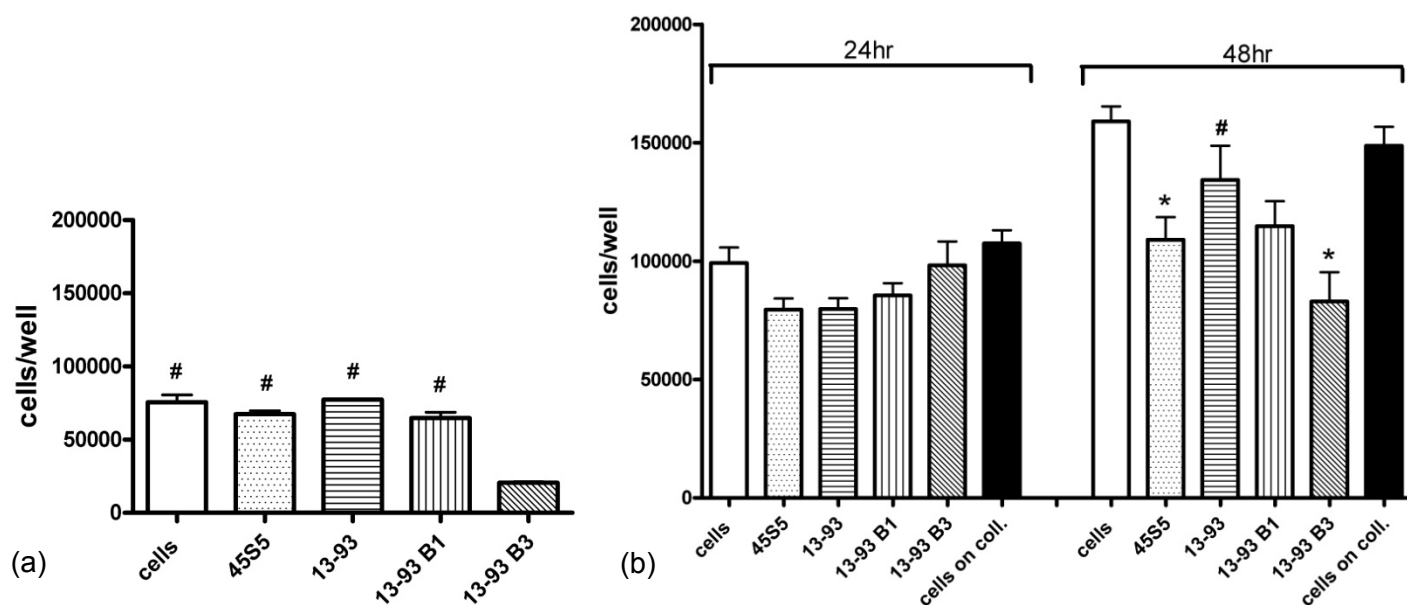 200000
150000
100000
50000
0
cells/well
#
#
#
#
cells
45S5
13-93
13-93 B1
13-93 B3
(a)
200000
150000
100000
50000
0
cells/well
24hr
48hr
*
#
*
cells
45S5
13-93
13-93 B1
13-93 B3
cells on coll.
cells
45S5
13-93
13-93 B1
13-93 B3
cells on coll.
(b)